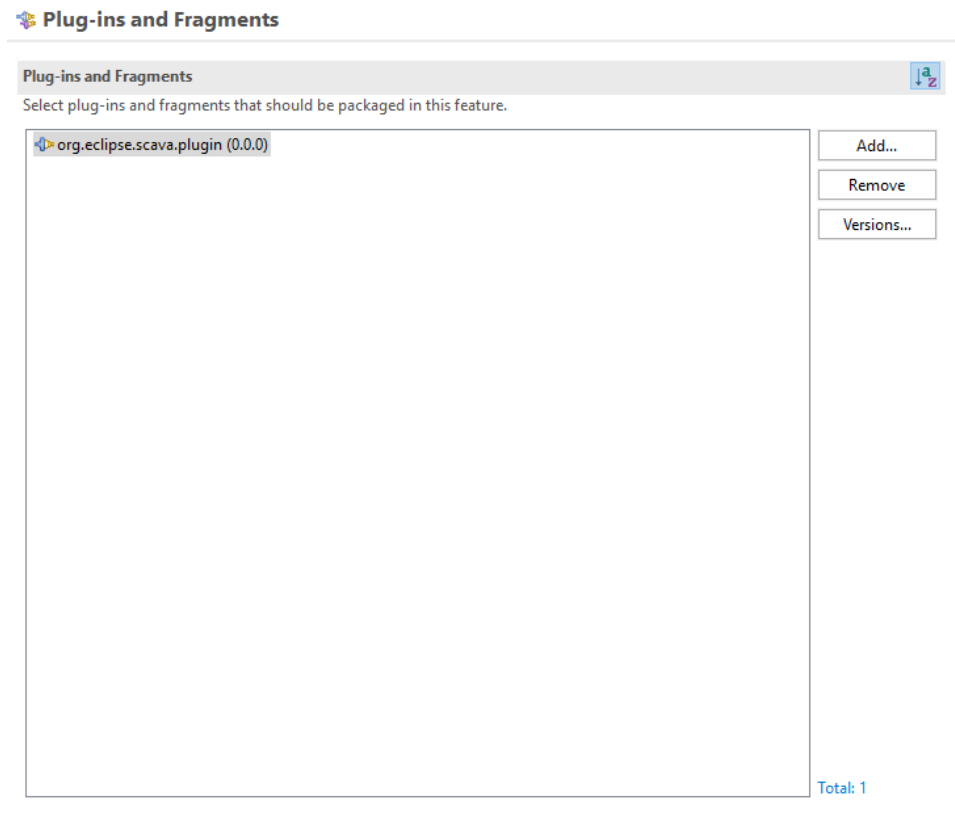 Plug-ins and Fragments
Plug-ins and Fragments
a
z
Select plug-ins and fragments that should be packaged in this feature.
org.eclipse.scava.plugin (0.0.0)
Add...
Remove
Versions...
Total: 1